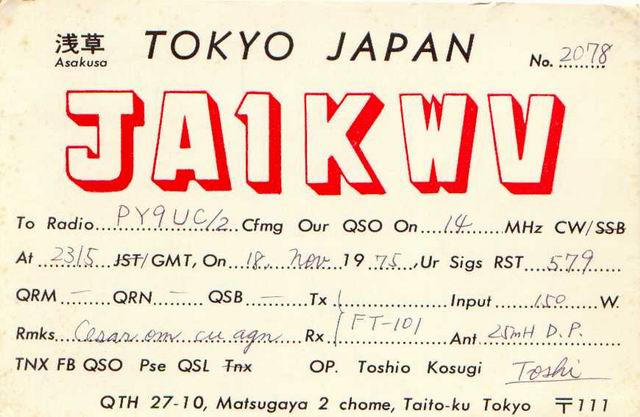 浅草 TOKYO JAPAN No. 2078
Asakusa
JA1KWV
To Radio PY9UC/2 Cfmg Our QSO On 14 MHz CW/SSB
At 2315 JST/GMT, On 18. Nov 1975, Ur Sigs RST 579
QRM — QRN — QSB — Tx Input 150 W.
Rmks Cesar om cu agn Rx FT-101 Ant 25mH D.P.
TNX FB QSO Pse QSL Tnx OP. Toshio Kosugi Toshi
QTH 27-10, Matsugaya 2 chome, Taito-ku Tokyo 〒111